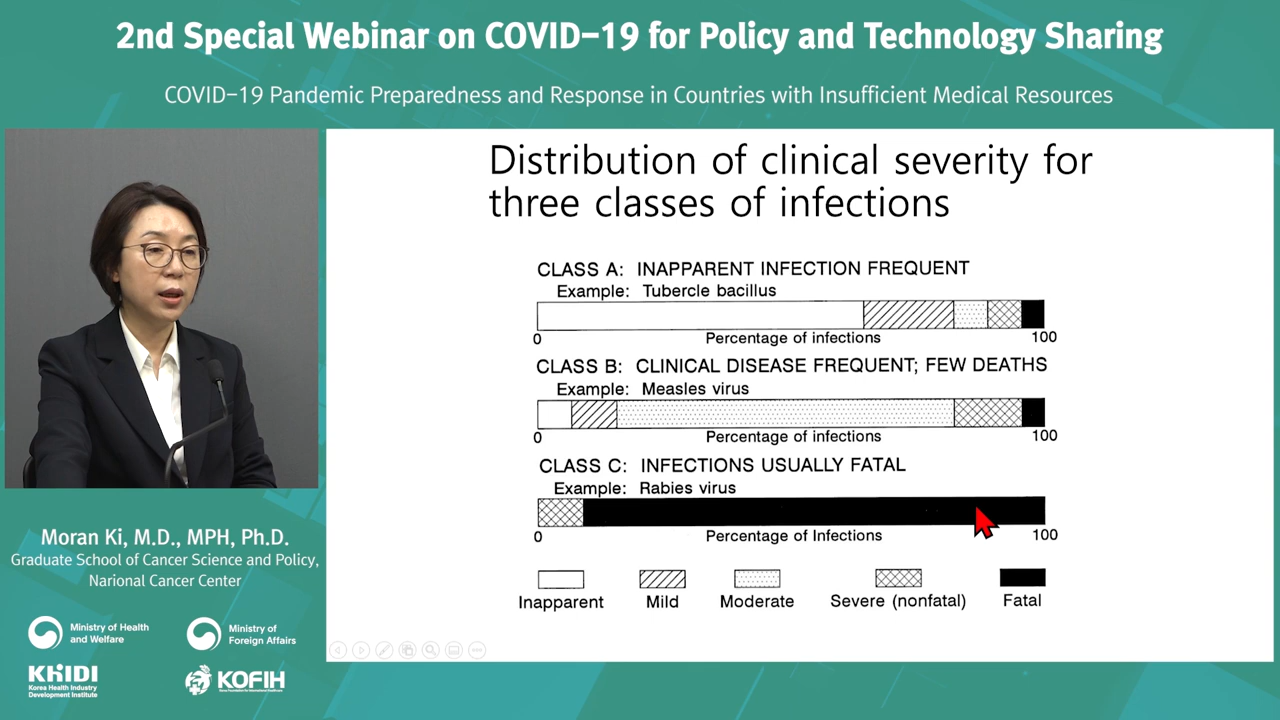 2nd Special Webinar on COVID-19 for Policy and Technology Sharing
COVID-19 Pandemic Preparedness and Response in Countries with Insufficient Medical Resources
Distribution of clinical severity for
three classes of infections
CLASS A: INAPPARENT INFECTION FREQUENT
Example: Tubercle bacillus
0 Percentage of infections 100
CLASS B: CLINICAL DISEASE FREQUENT; FEW DEATHS
Example: Measles virus
0 Percentage of infections 100
CLASS C: INFECTIONS USUALLY FATAL
Example: Rabies virus
0 Percentage of Infections 100
Inapparent Mild Moderate Severe (nonfatal) Fatal
Moran Ki, M.D., MPH, Ph.D.
Graduate School of Cancer Science and Policy,
Narional Cancer Center
Ministry of Health
and Welfare
Ministry of
Foreign Affairs
KHIDI
Korea Health Industry
Development Institute
KOFIH
Korea Foundation for International Healthcare